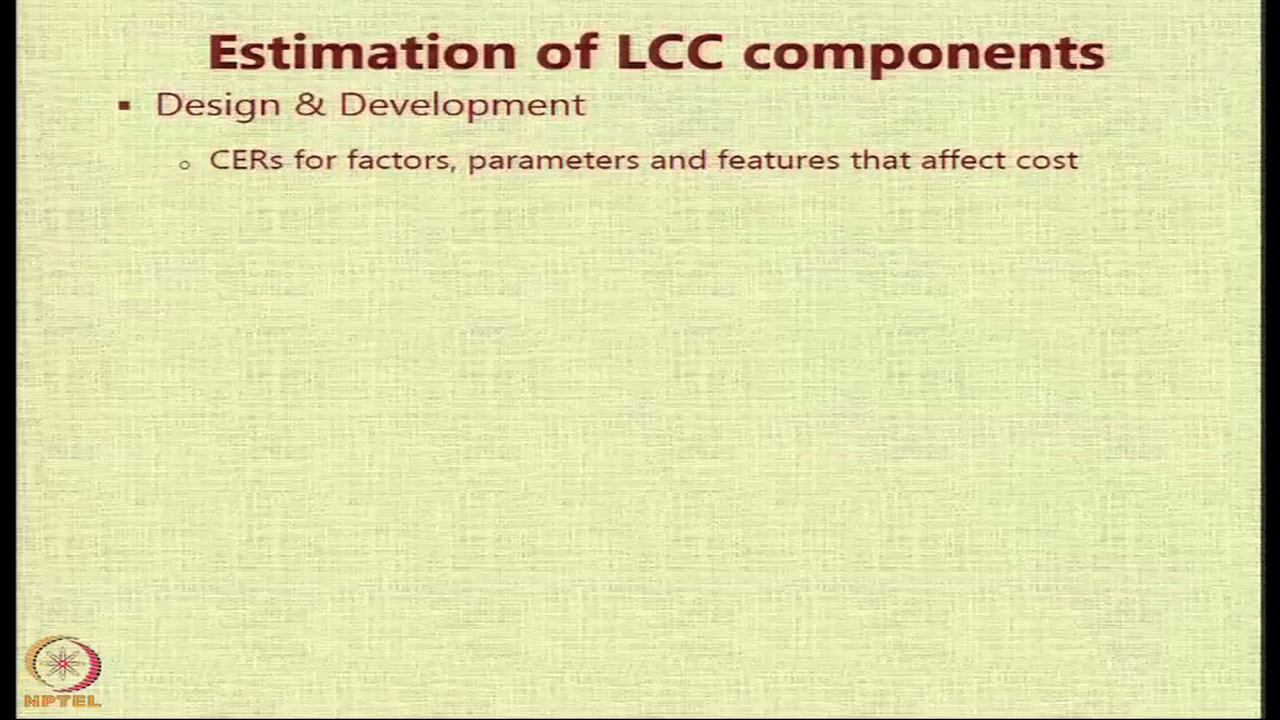 Estimation of LCC components
▪ Design & Development
○ CERs for factors, parameters and features that affect cost
NPTEL